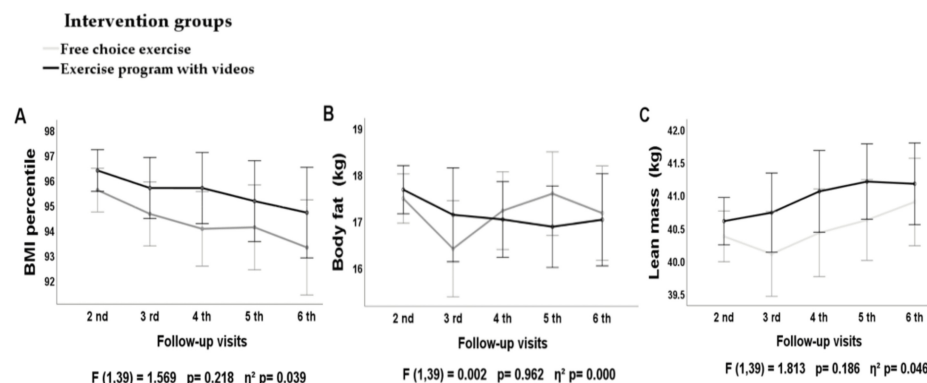 Intervention groups
Free choice exercise
Exercise program with videos
A
BMI percentile
98
97
96
95
94
93
92
2 nd 3 rd 4 th 5 th 6 th
Follow-up visits
F (1,39) = 1.569 p= 0.218 η² p= 0.039
B
Body fat (kg)
19
18
17
16
2 nd 3 rd 4 th 5 th 6 th
Follow-up visits
F (1,39) = 0.002 p= 0.962 η² p= 0.000
C
Lean mass (kg)
42.0
41.5
41.0
40.5
40.0
39.5
2 nd 3 rd 4 th 5 th 6 th
Follow-up visits
F (1,39) = 1.813 p= 0.186 η² p= 0.046